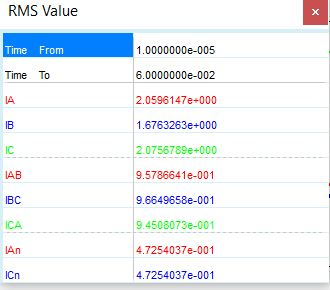 RMS Value
Time From 1.0000000e-005
Time To 6.0000000e-002
IA 2.0596147e+000
IB 1.6763263e+000
IC 2.0756789e+000
IAB 9.5786641e-001
IBC 9.6649658e-001
ICA 9.4508073e-001
IAn 4.7254037e-001
ICn 4.7254037e-001